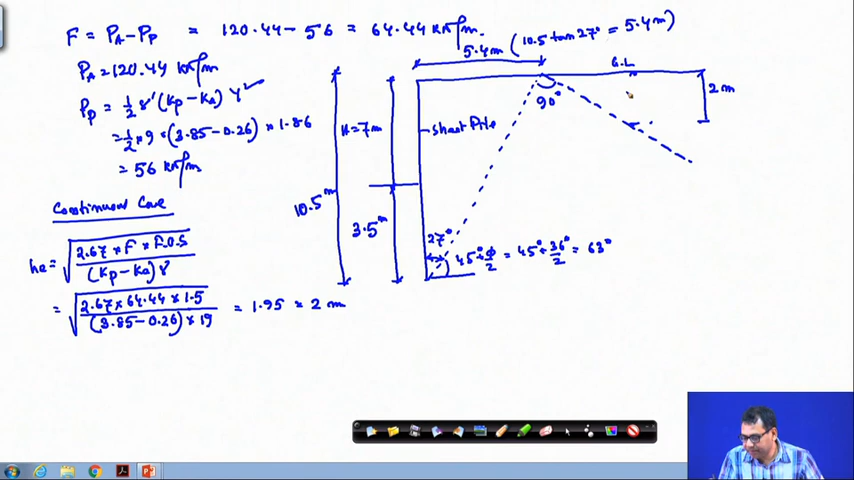 F = PA - Pp = 120.44 - 56 = 64.44 kN/m.
PA = 120.44 kN/m
Pp = 1/2 γ' (Kp - Ka) Y² ✓
= 1/2 × 9 × (3.85 - 0.26) × 1.86
= 56 kN/m
Continuous Case
ha = √(2.67 × F × F.O.S / (Kp - Ka) γ)
= √(2.67 × 64.44 × 1.5 / (3.85 - 0.26) × 19) = 1.95 ≈ 2 m
5.4 m (10.5 tan 27° = 5.4 m)
G.L
2 m
90°
H = 7 m
Sheet Pile
10.5 m
3.5 m
27°
45° + φ/2 = 45° + 36°/2 = 63°